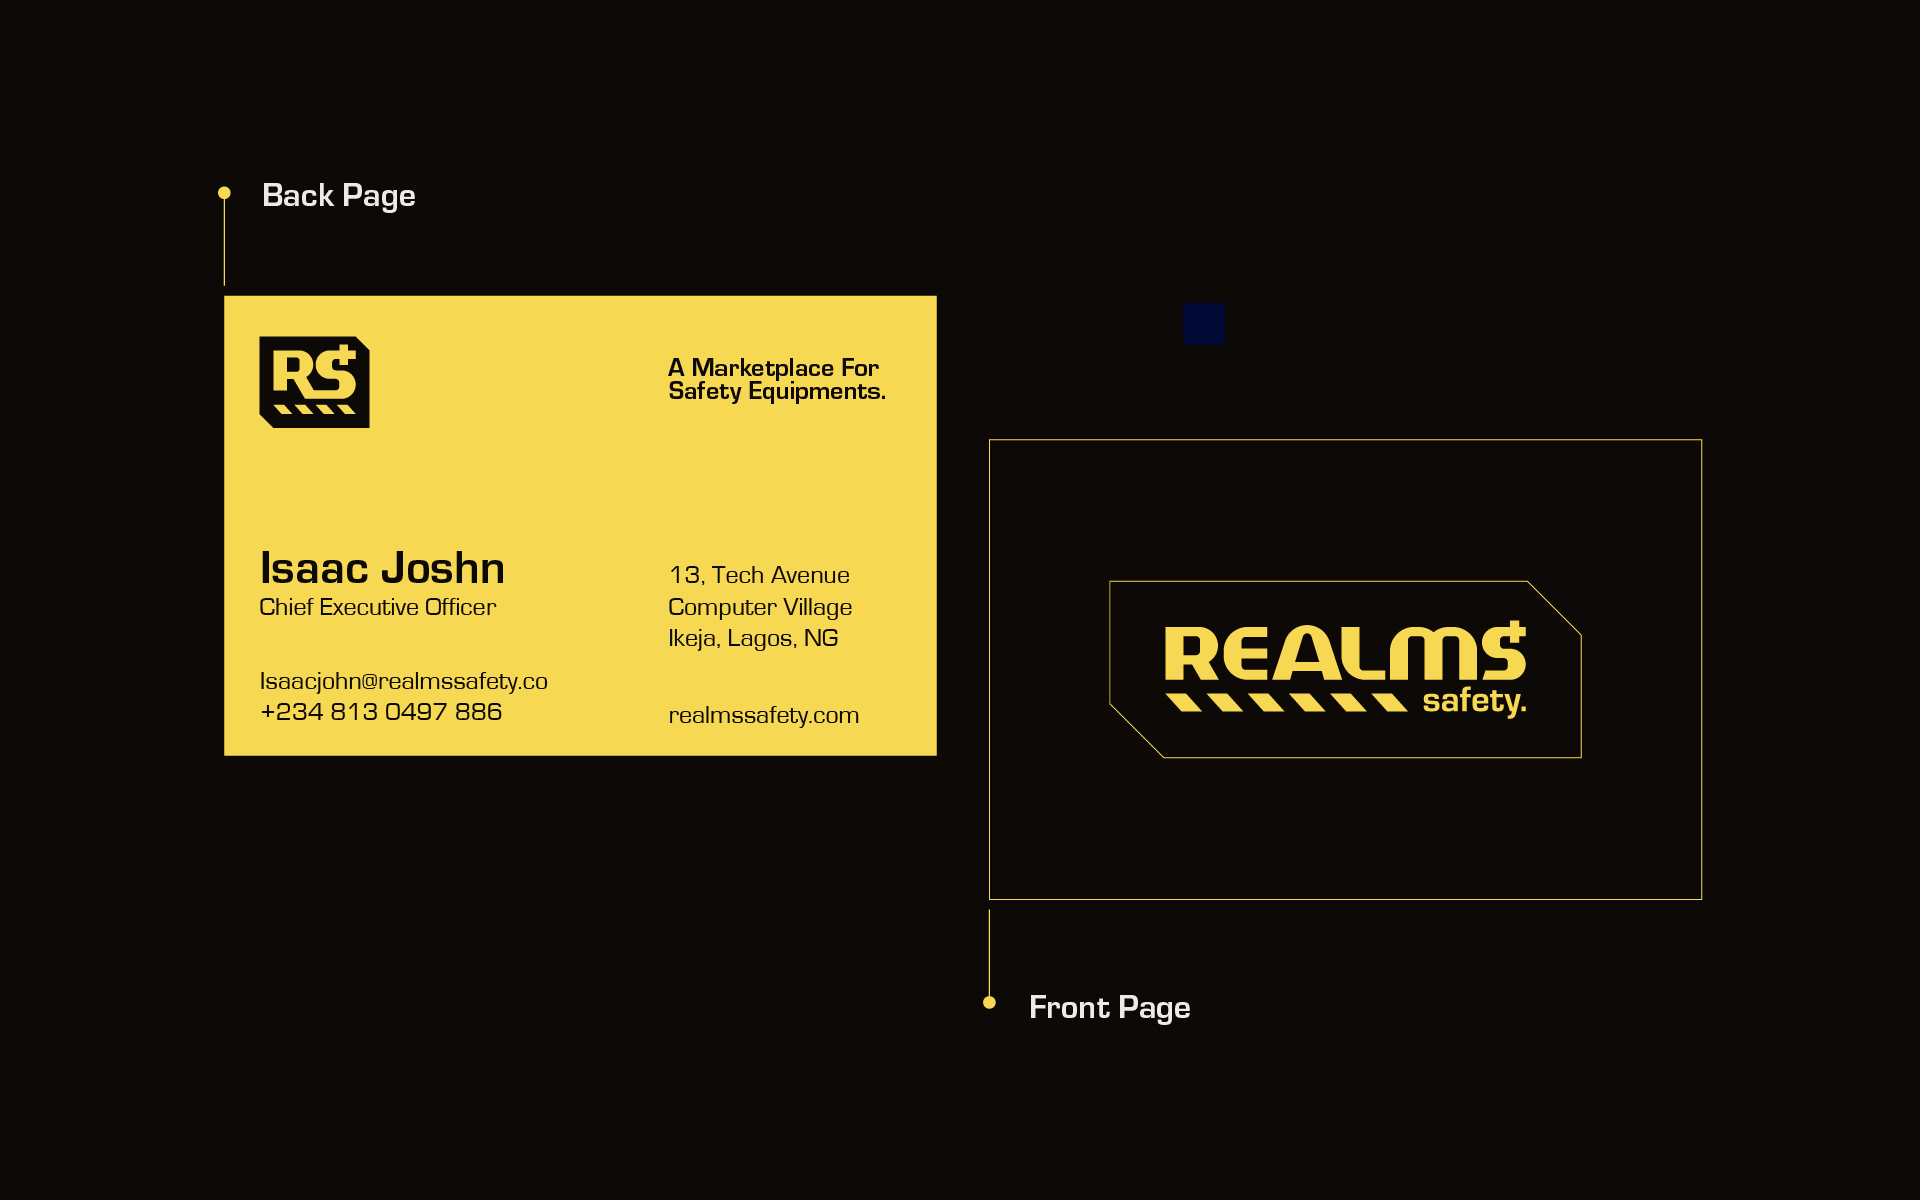 Back Page
RS
A Marketplace For
Safety Equipments.
Isaac Joshn
Chief Executive Officer
Isaacjohn@realmssafety.co
+234 813 0497 886
13, Tech Avenue
Computer Village
Ikeja, Lagos, NG
realmssafety.com
REALMS
safety.
Front Page